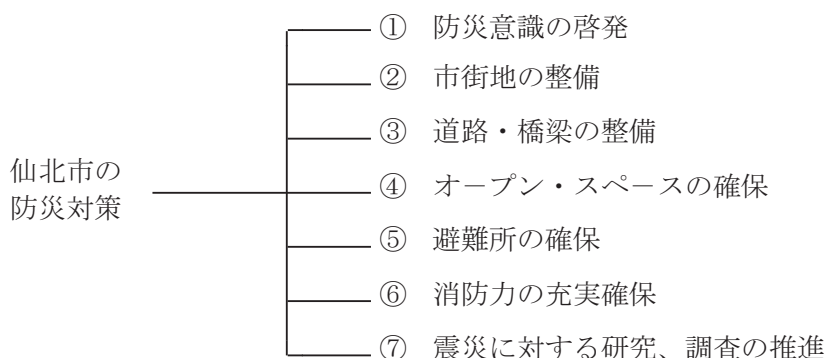 仙北市の
防災対策
① 防災意識の啓発
② 市街地の整備
③ 道路・橋梁の整備
④ オープン・スペースの確保
⑤ 避難所の確保
⑥ 消防力の充実確保
⑦ 震災に対する研究、調査の推進